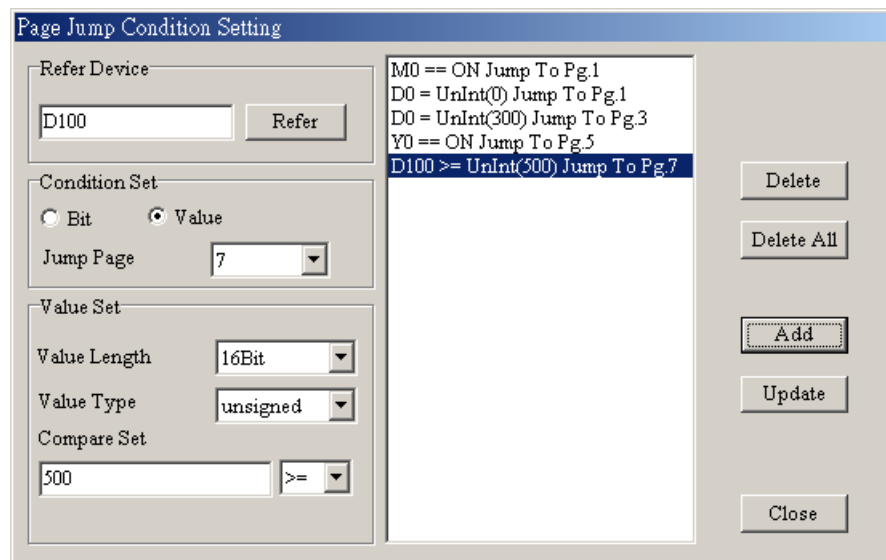 Page Jump Condition Setting
Refer Device
D100
Refer
Condition Set
Bit
Value
Jump Page
7
Value Set
Value Length
16Bit
Value Type
unsigned
Compare Set
500
>=
M0 == ON Jump To Pg.1
D0 = UnInt(0) Jump To Pg.1
D0 = UnInt(300) Jump To Pg.3
Y0 == ON Jump To Pg.5
D100 >= UnInt(500) Jump To Pg.7
Delete
Delete All
Add
Update
Close